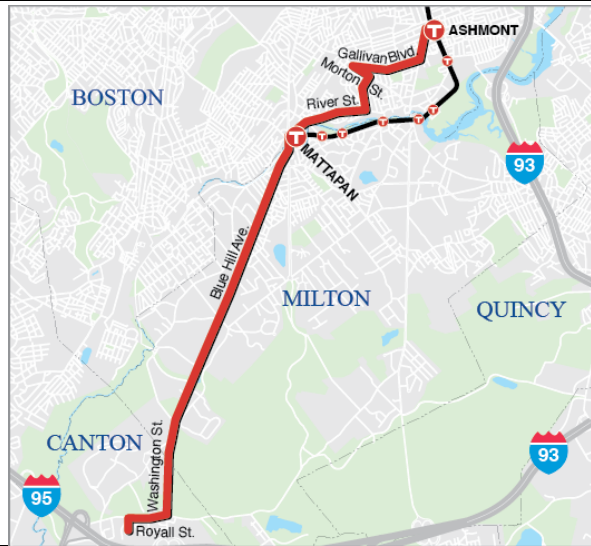 T ASHMONT
Gallivan Blvd.
T
Morton St.
BOSTON
River St.
T
T
T
T
T
T
MATTAPAN
93
Blue Hill Ave.
MILTON
QUINCY
CANTON
Washington St.
93
95
Royall St.